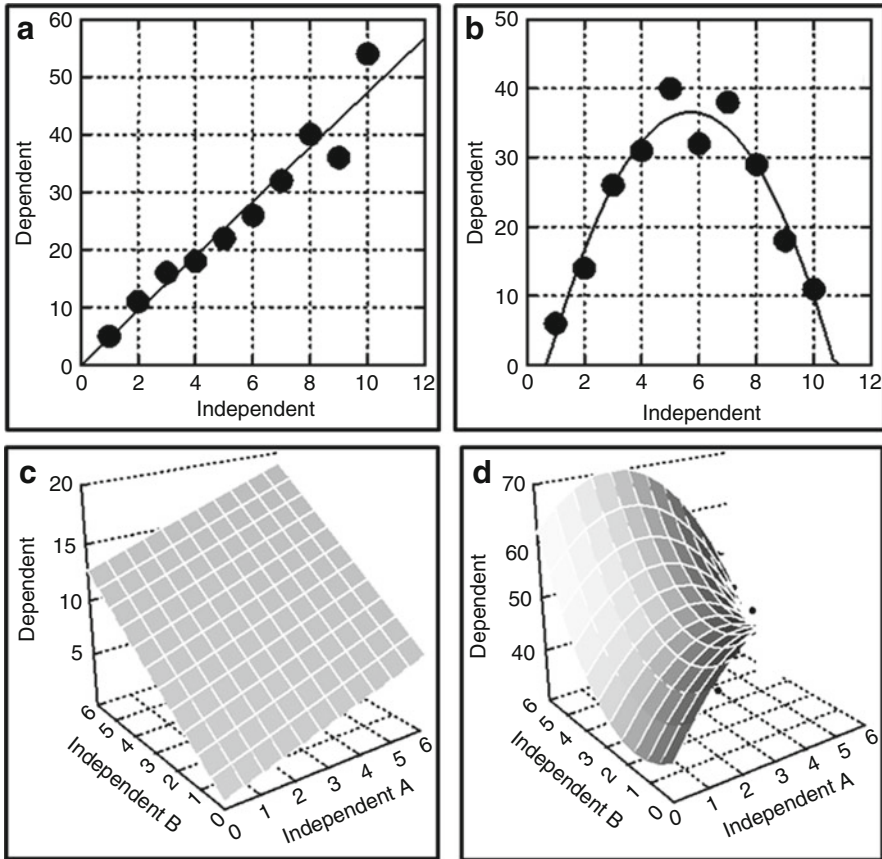 a
60
50
40
30
20
10
0
Dependent
0 2 4 6 8 10 12
Independent
b
50
40
30
20
10
0
Dependent
0 2 4 6 8 10 12
Independent
c
20
15
10
5
Dependent
6 5 4 3 2 1 0
Independent B
0 1 2 3 4 5 6
Independent A
d
70
60
50
40
Dependent
6 5 4 3 2 1 0
Independent B
0 1 2 3 4 5 6
Independent A